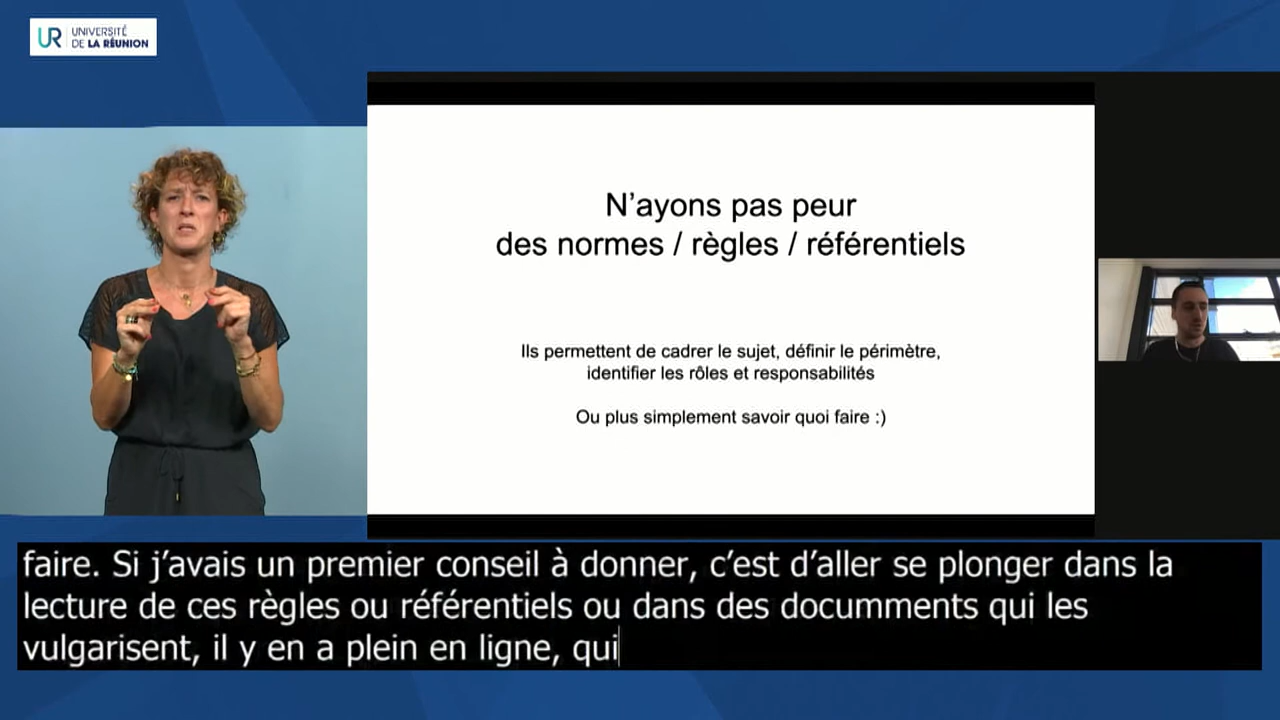 UR
UNIVERSITÉ
DE LA RÉUNION
N'ayons pas peur
des normes / règles / référentiels
Ils permettent de cadrer le sujet, définir le périmètre,
identifier les rôles et responsabilités
Ou plus simplement savoir quoi faire :)
faire. Si j'avais un premier conseil à donner, c'est d'aller se plonger dans la
lecture de ces règles ou référentiels ou dans des documments qui les
vulgarisent, il y en a plein en ligne, qui